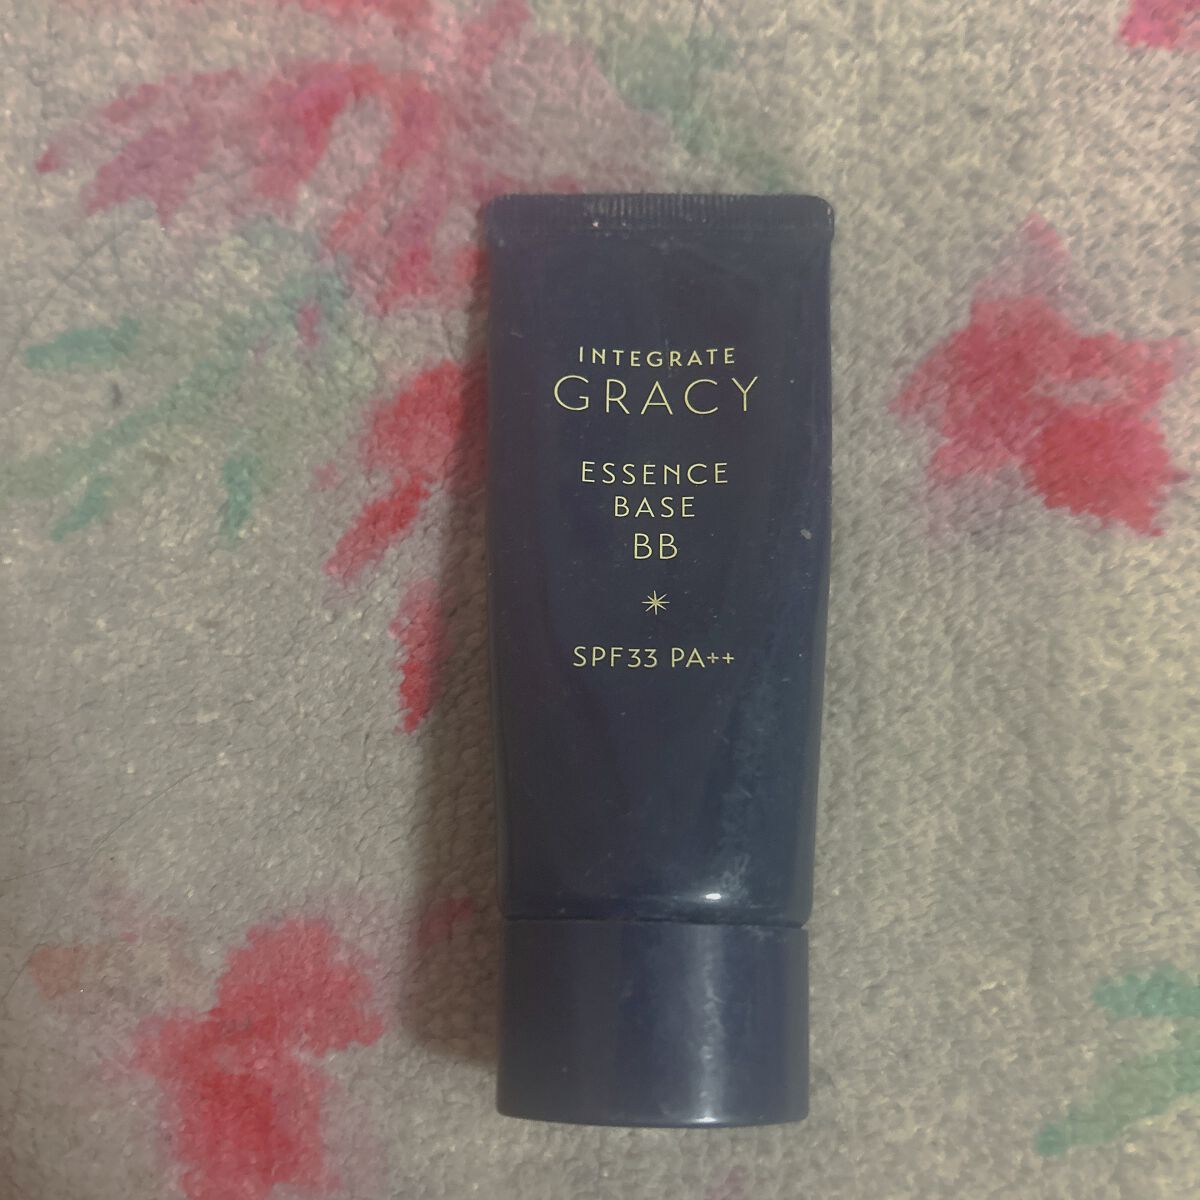 INTEGRATE
GRACY
ESSENCE
BASE
BB
SPF33 PA++